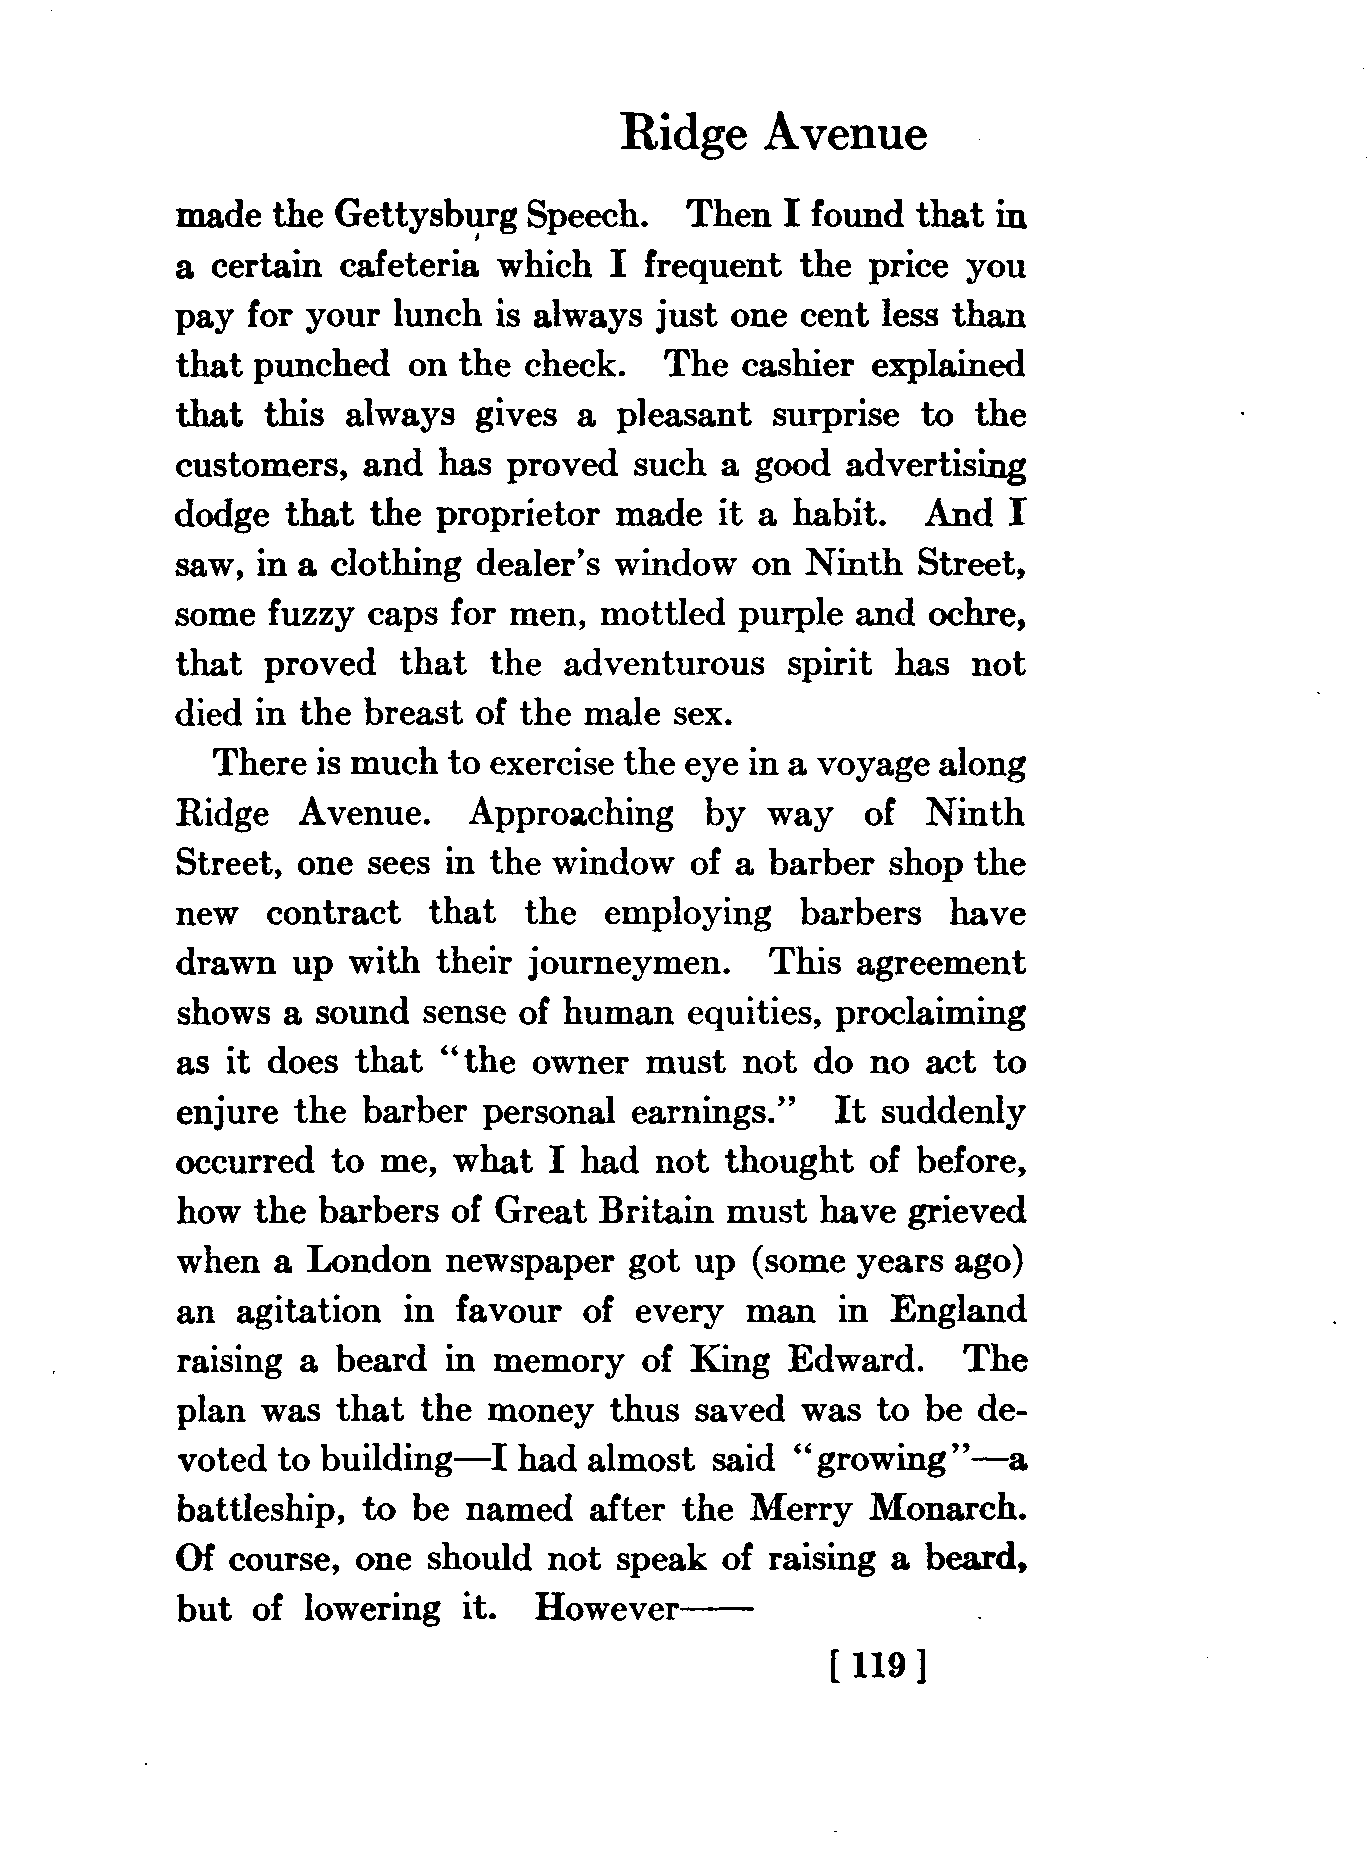 Ridge Avenue
made the Gettysburg Speech. Then I found that in
a certain cafeteria which I frequent the price you
pay for your lunch is always just one cent less than
that punched on the check. The cashier explained
that this always gives a pleasant surprise to the
customers, and has proved such a good advertising
dodge that the proprietor made it a habit. And I
saw, in a clothing dealer's window on Ninth Street,
some fuzzy caps for men, mottled purple and ochre,
that proved that the adventurous spirit has not
died in the breast of the male sex.
There is much to exercise the eye in a voyage along
Ridge Avenue. Approaching by way of Ninth
Street, one sees in the window of a barber shop the
new contract that the employing barbers have
drawn up with their journeymen. This agreement
shows a sound sense of human equities, proclaiming
as it does that “the owner must not do no act to
enjure the barber personal earnings.” It suddenly
occurred to me, what I had not thought of before,
how the barbers of Great Britain must have grieved
when a London newspaper got up (some years ago)
an agitation in favour of every man in England
raising a beard in memory of King Edward. The
plan was that the money thus saved was to be de-
voted to building—I had almost said “growing”—a
battleship, to be named after the Merry Monarch.
Of course, one should not speak of raising a beard,
but of lowering it. However——
[ 119 ]